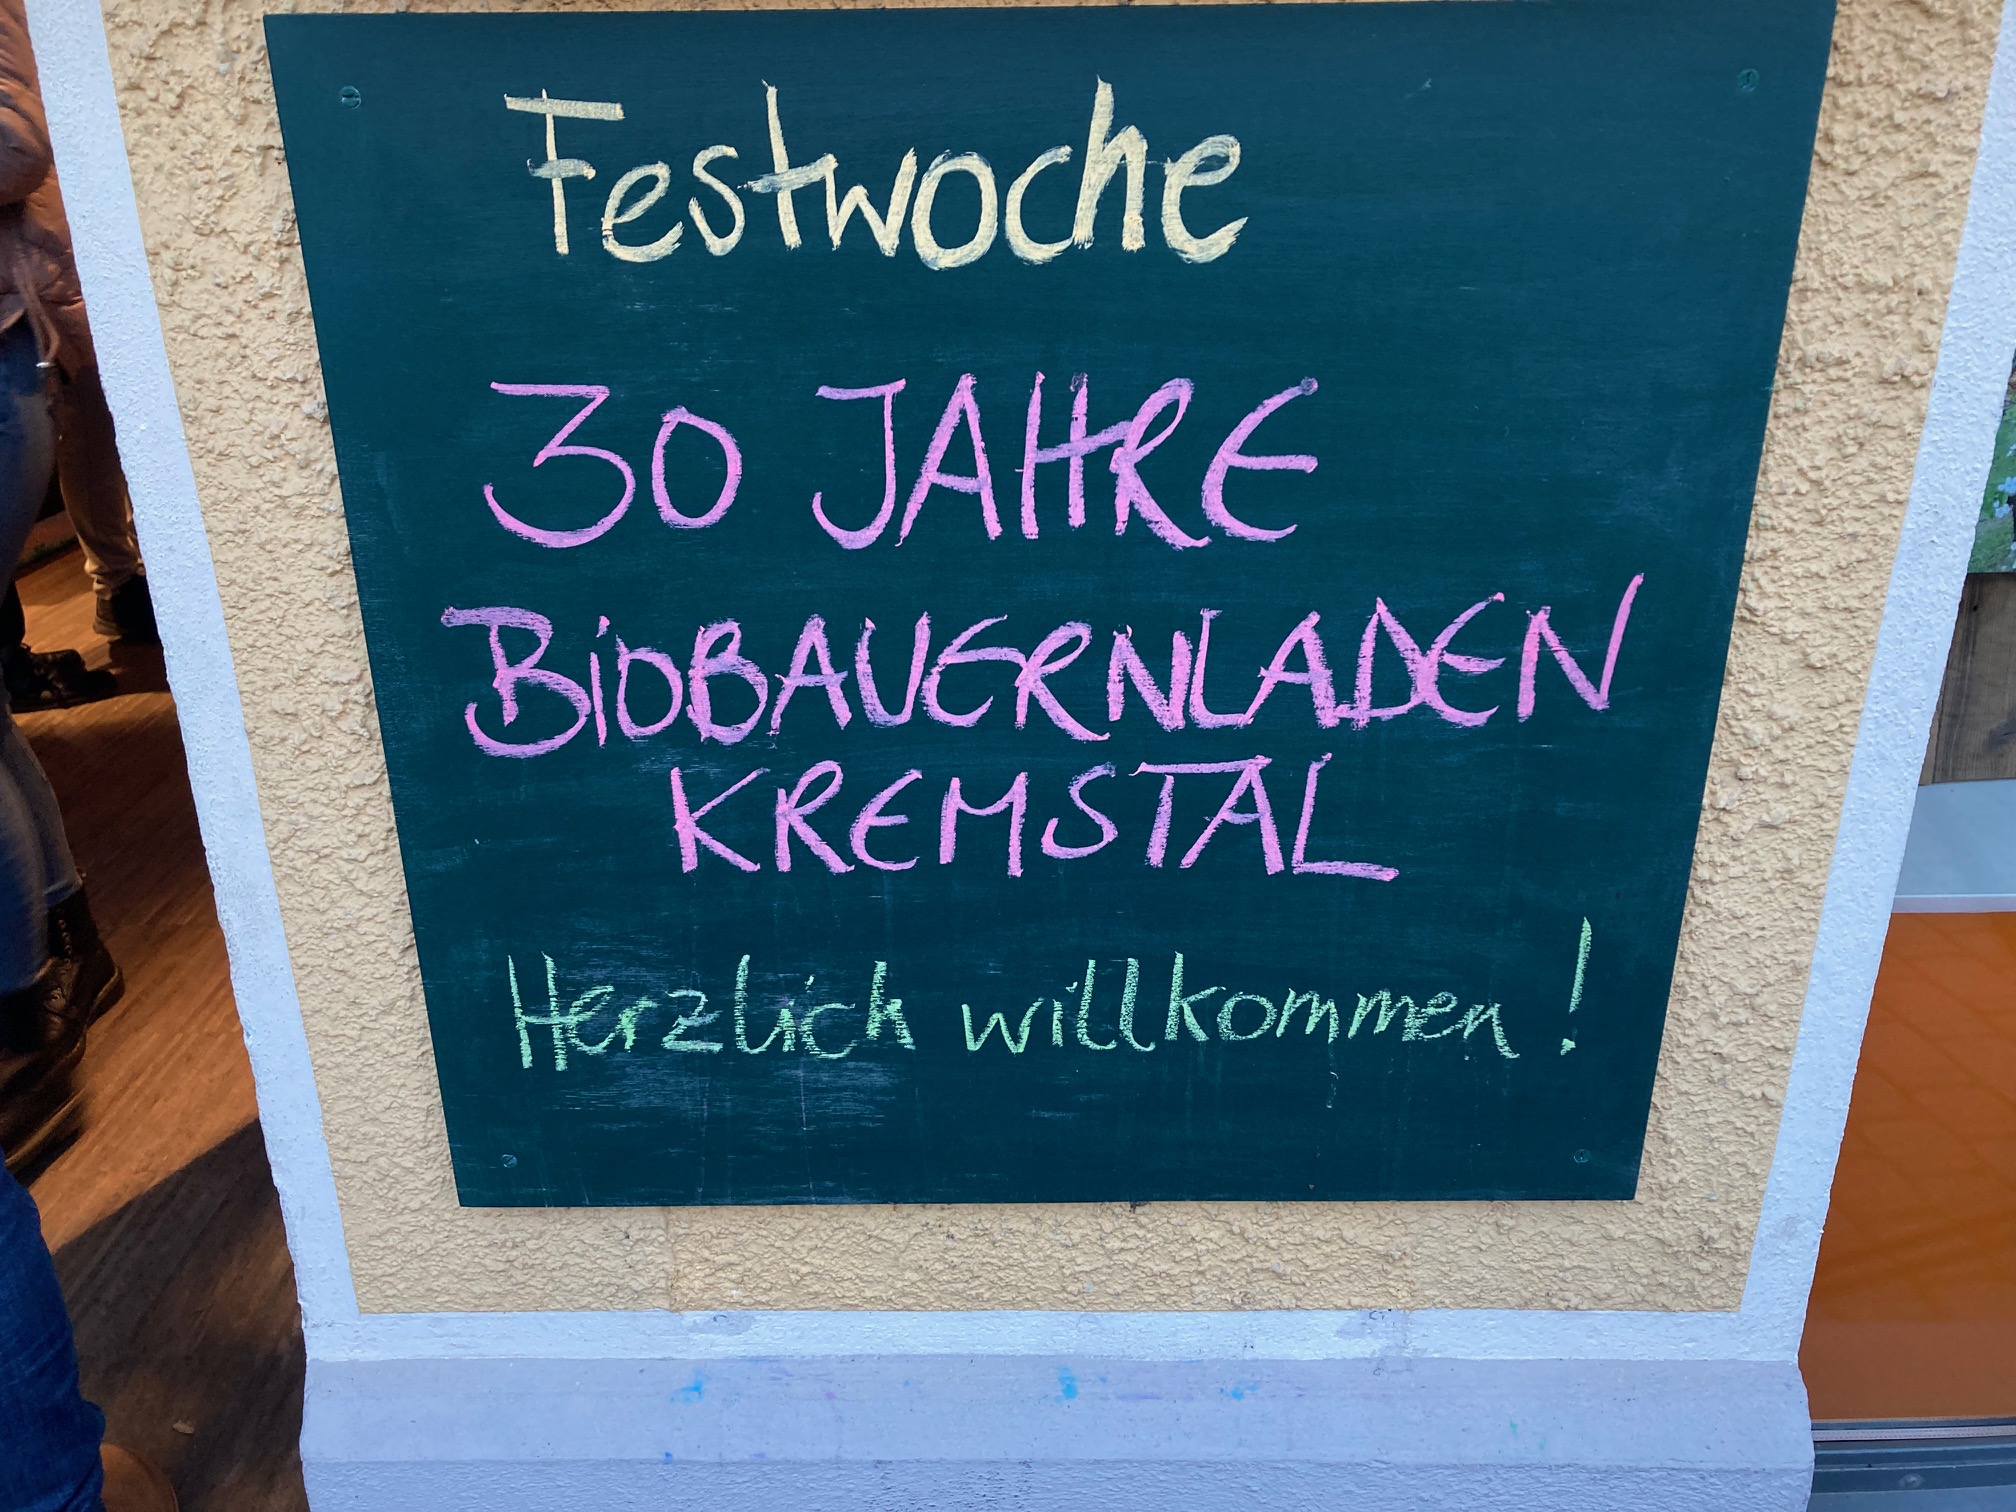 Festwoche
30 JAHRE
BiOBAUERNLADEN
KREMSTAL
Herzlich willkommen!